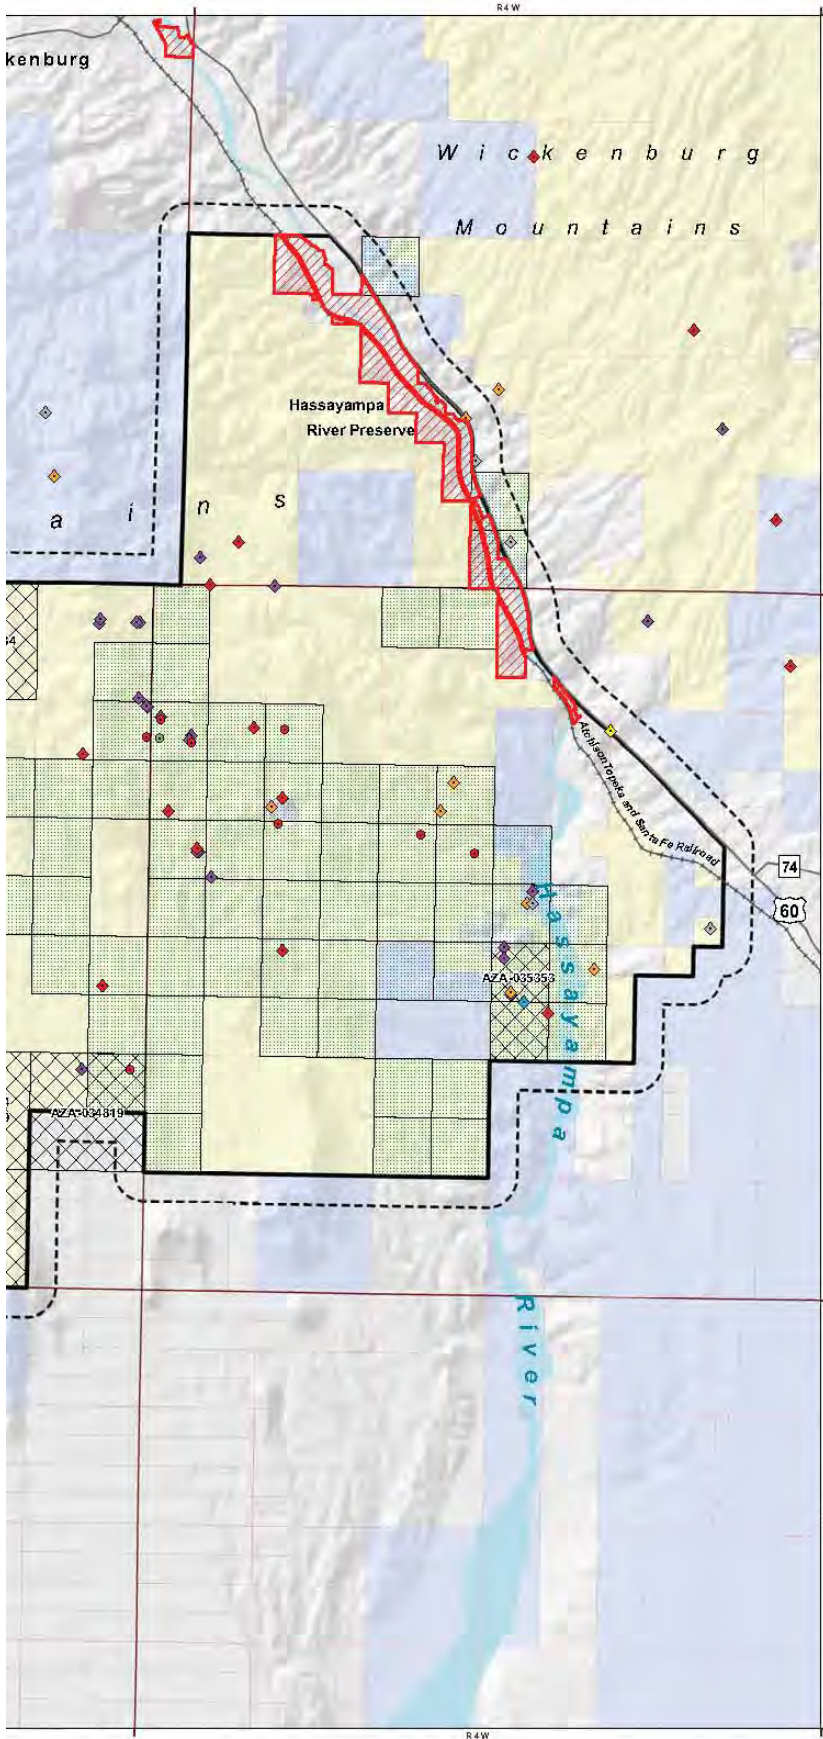 R4W
kenburg
W i c k e n b u r g
M o u n t a i n s
Hassayampa
River Preserve
a i n s
Atchison Topeka and Santa Fe Railroad
74
60
Hassayampa
AZA-035353
AZA-034819
River
R4W